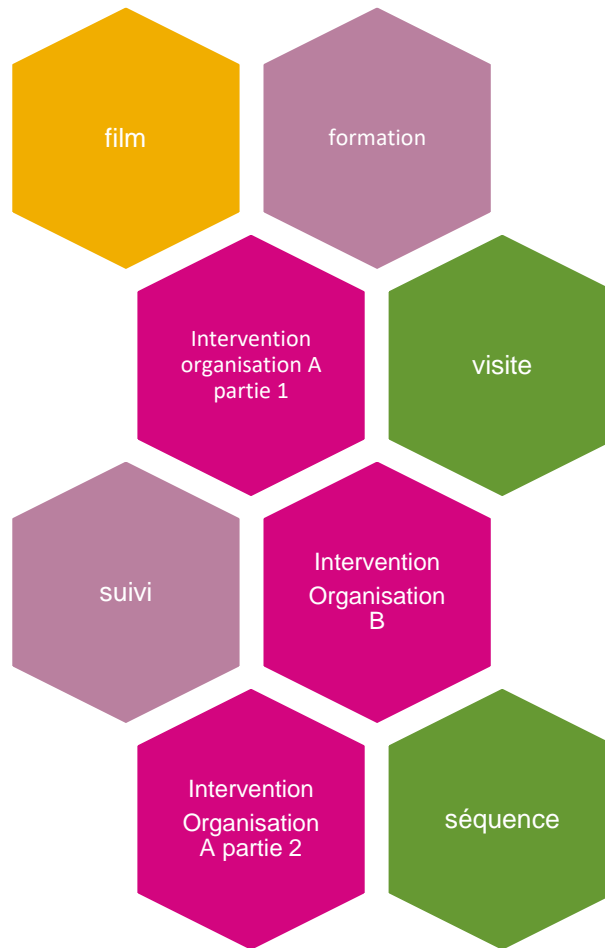 film
formation
Intervention
organisation A
partie 1
visite
suivi
Intervention
Organisation
B
Intervention
Organisation
A partie 2
séquence